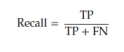 Recall = TP / TP + FN